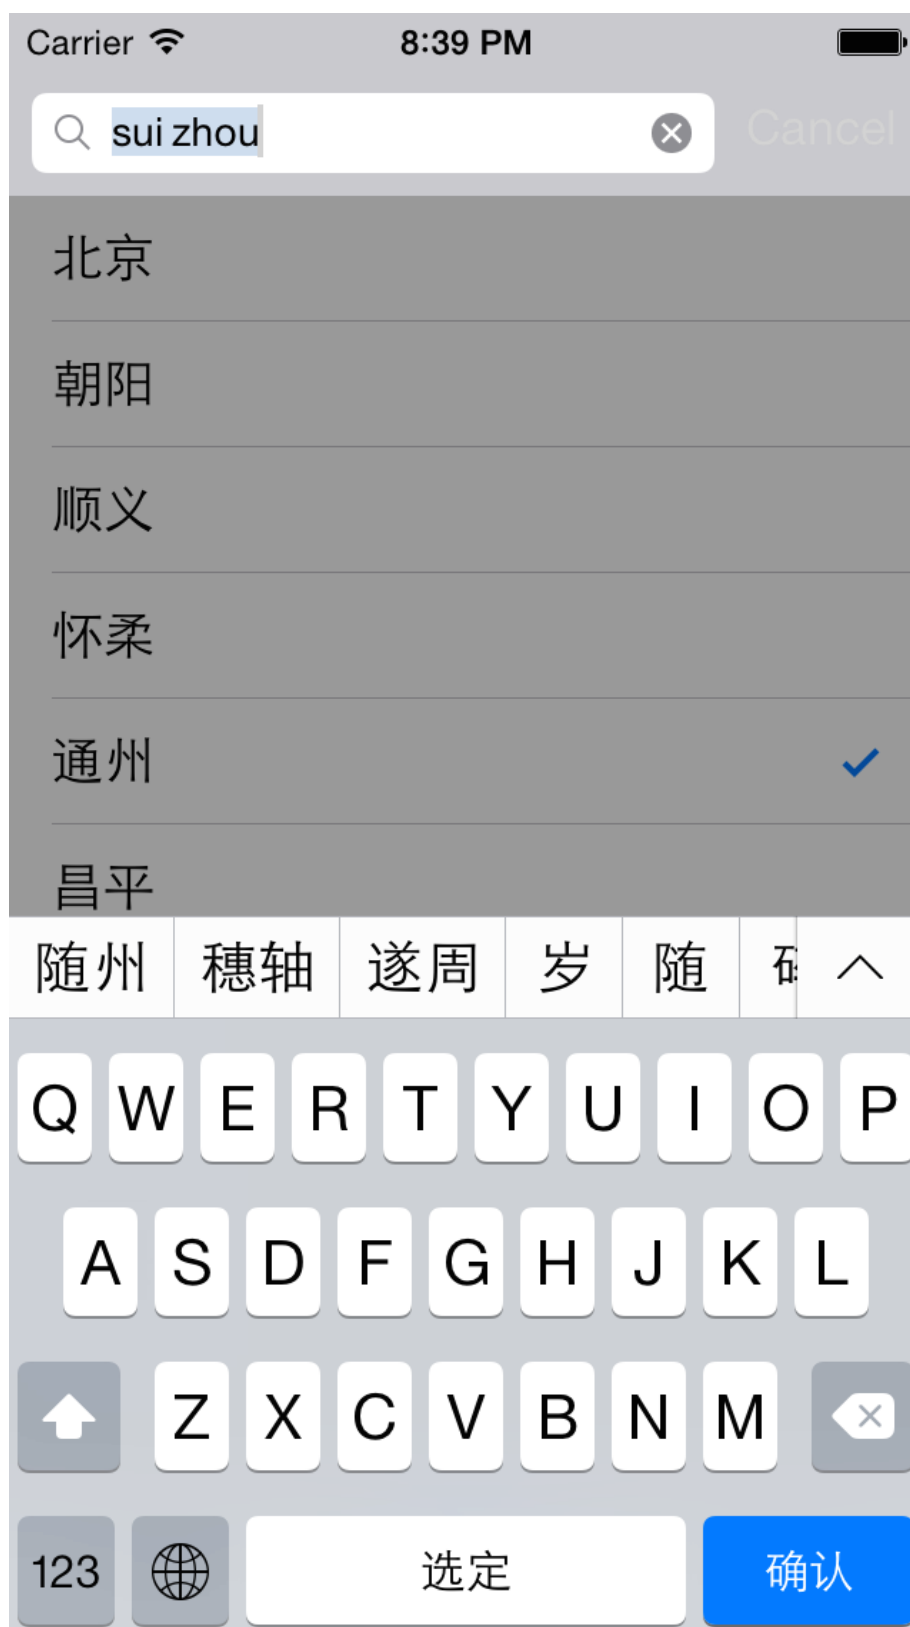 Carrier 8:39 PM
sui zhou Cancel
北京
朝阳
顺义
怀柔
通州
昌平
随州 穗轴 遂周 岁 随
Q W E R T Y U I O P
A S D F G H J K L
Z X C V B N M
123 选定 确认